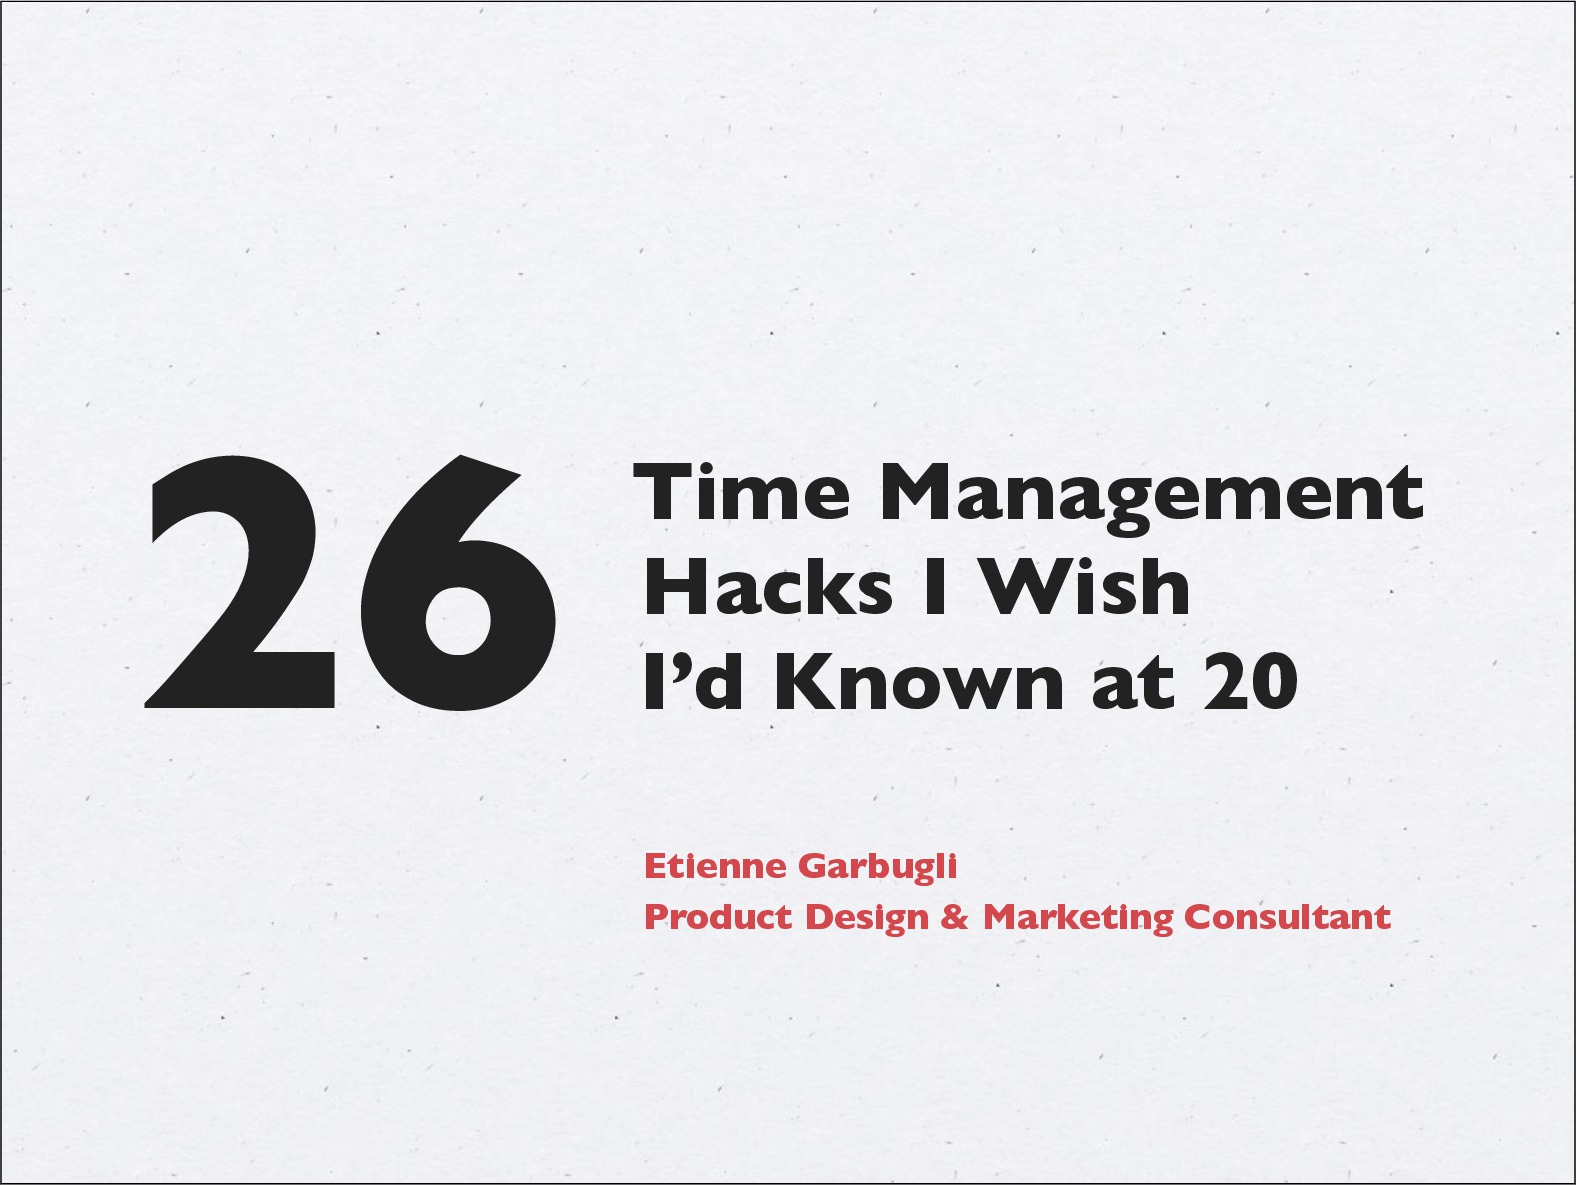 26
Time Management
Hacks I Wish
I’d Known at 20
Etienne Garbugli
Product Design & Marketing Consultant